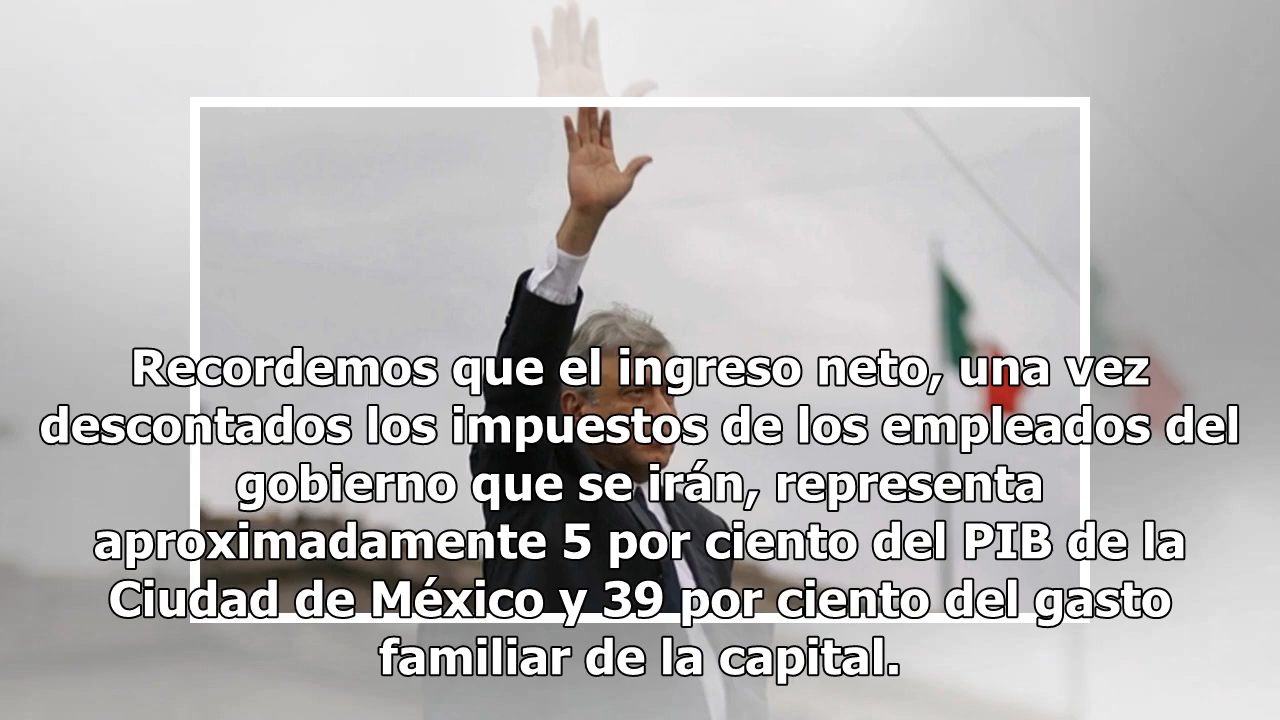 Recordemos que el ingreso neto, una vez
descontados los impuestos de los empleados del
gobierno que se irán, representa
aproximadamente 5 por ciento del PIB de la
Ciudad de México y 39 por ciento del gasto
familiar de la capital.